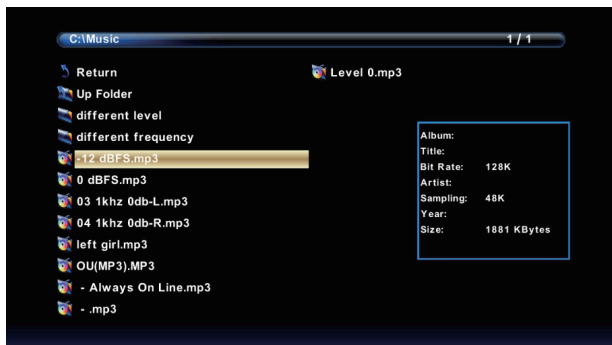 C:\Music
1 / 1
Return
Up Folder
different level
different frequency
-12 dBFS.mp3
0 dBFS.mp3
03 1khz 0db-L.mp3
04 1khz 0db-R.mp3
left girl.mp3
OU(MP3).MP3
- Always On Line.mp3
- .mp3
Level 0.mp3
Album:
Title:
Bit Rate: 128K
Artist:
Sampling: 48K
Year:
Size: 1881 KBytes